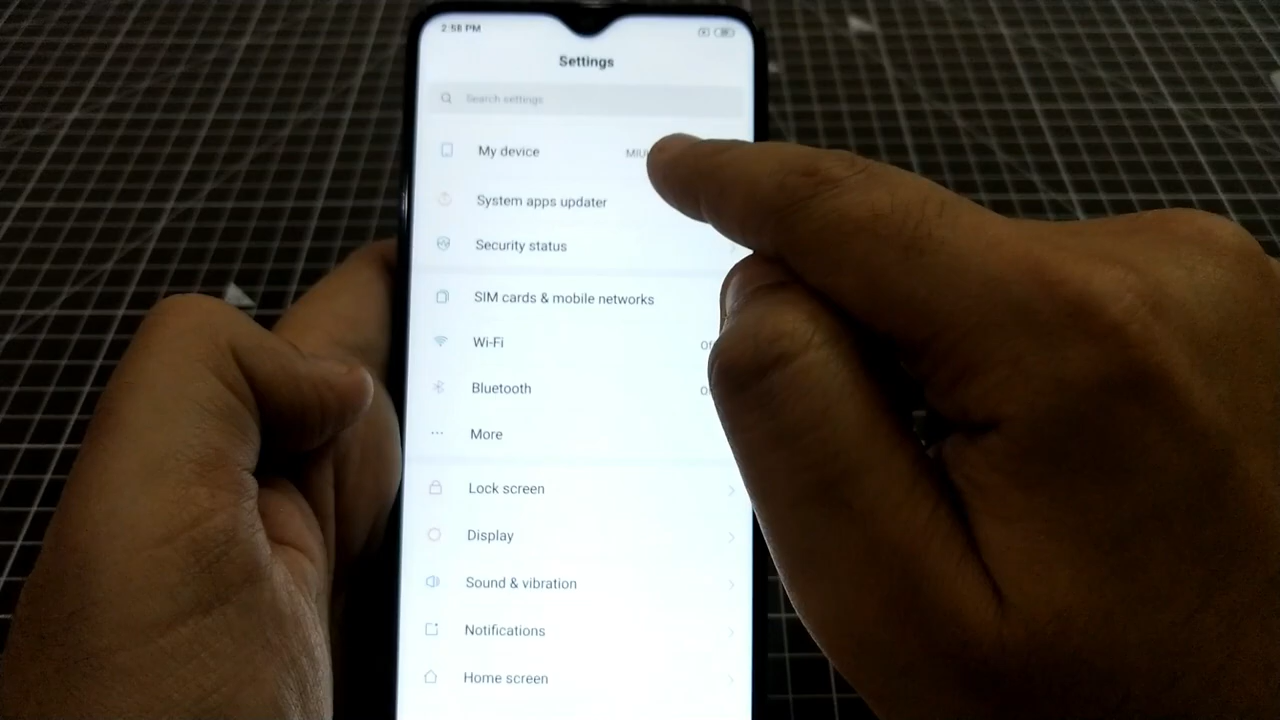 2:58 PM
Settings
Search settings
My device
System apps updater
Security status
SIM cards & mobile networks
Wi-Fi
Bluetooth
More
Lock screen
Display
Sound & vibration
Notifications
Home screen